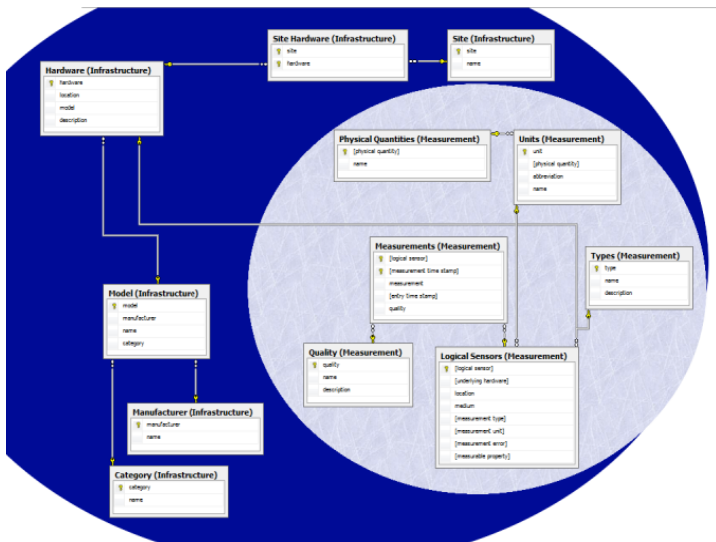 Site Hardware (Infrastructure)
site
hardware
Site (Infrastructure)
site
name
Hardware (Infrastructure)
hardware
location
model
description
Physical Quantities (Measurement)
[physical quantity]
name
Units (Measurement)
unit
[physical quantity]
abbreviation
name
Measurements (Measurement)
[logical sensor]
[measurement time stamp]
measurement
[entry time stamp]
quality
Types (Measurement)
type
name
description
Model (Infrastructure)
model
manufacturer
name
category
Quality (Measurement)
quality
name
description
Logical Sensors (Measurement)
[logical sensor]
[underlying hardware]
location
medium
[measurement type]
[measurement unit]
[measurement error]
[measurable property]
Manufacturer (Infrastructure)
manufacturer
name
Category (Infrastructure)
category
name